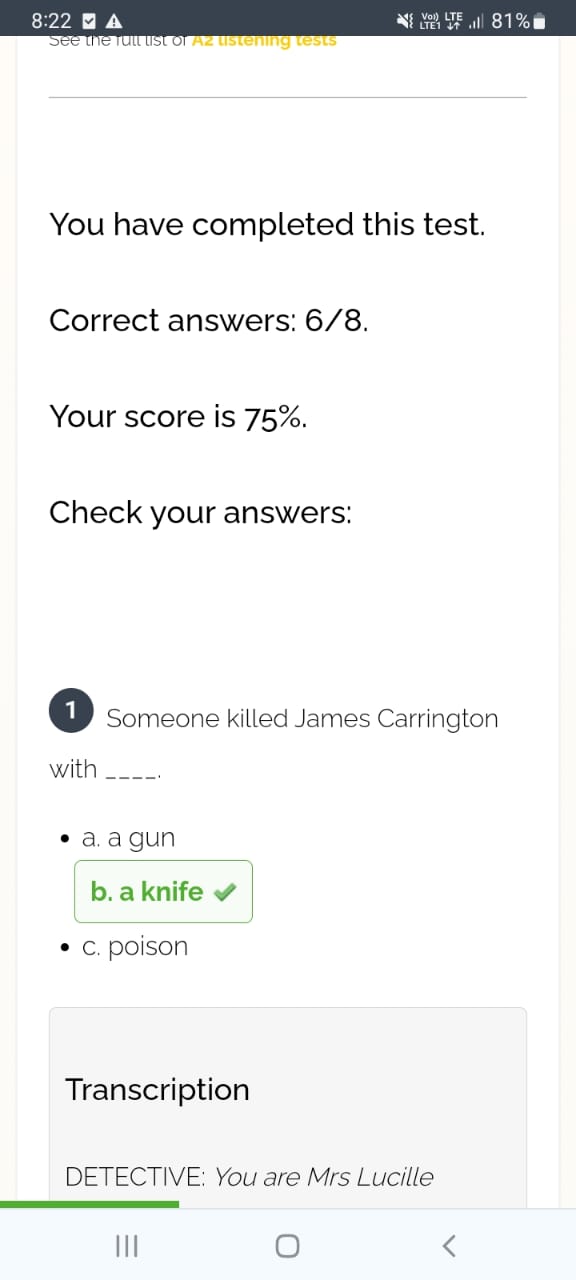 8:22
Vo)) LTE
LTE1
81%
See the full list of A2 listening tests
You have completed this test.
Correct answers: 6/8.
Your score is 75%.
Check your answers:
1 Someone killed James Carrington
with ____.
• a. a gun
b. a knife
• c. poison
Transcription
DETECTIVE: You are Mrs Lucille